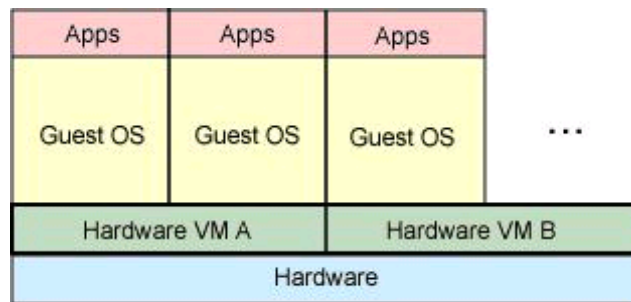 Apps Apps Apps
Guest OS Guest OS Guest OS ...
Hardware VM A Hardware VM B
Hardware